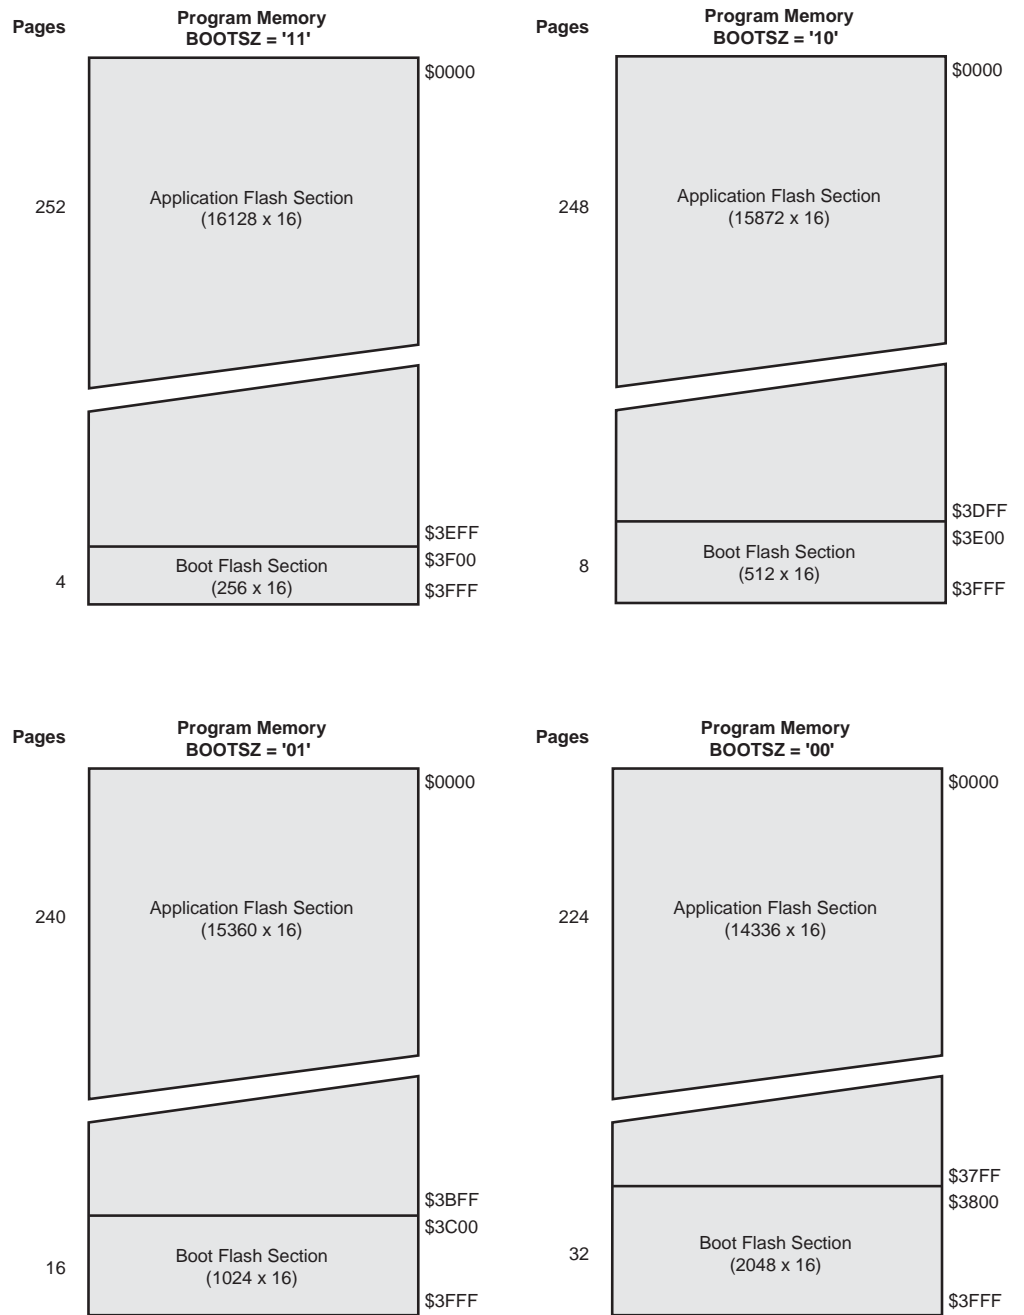 Pages
Program Memory
BOOTSZ = '11'
$0000
252
Application Flash Section
(16128 x 16)
$3EFF
$3F00
4
Boot Flash Section
(256 x 16)
$3FFF
Pages
Program Memory
BOOTSZ = '10'
$0000
248
Application Flash Section
(15872 x 16)
$3DFF
$3E00
8
Boot Flash Section
(512 x 16)
$3FFF
Pages
Program Memory
BOOTSZ = '01'
$0000
240
Application Flash Section
(15360 x 16)
$3BFF
$3C00
16
Boot Flash Section
(1024 x 16)
$3FFF
Pages
Program Memory
BOOTSZ = '00'
$0000
224
Application Flash Section
(14336 x 16)
$37FF
$3800
32
Boot Flash Section
(2048 x 16)
$3FFF